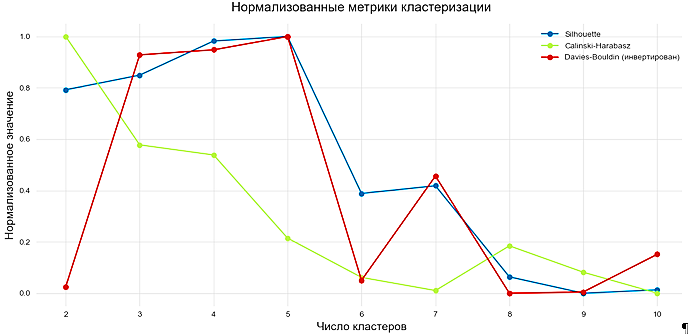 Нормализованные метрики кластеризации
Silhouette
Calinski-Harabasz
Davies-Bouldin (инвертирован)
Нормализованное значение
1.0
0.8
0.6
0.4
0.2
0.0
2 3 4 5 6 7 8 9 10
Число кластеров
¶